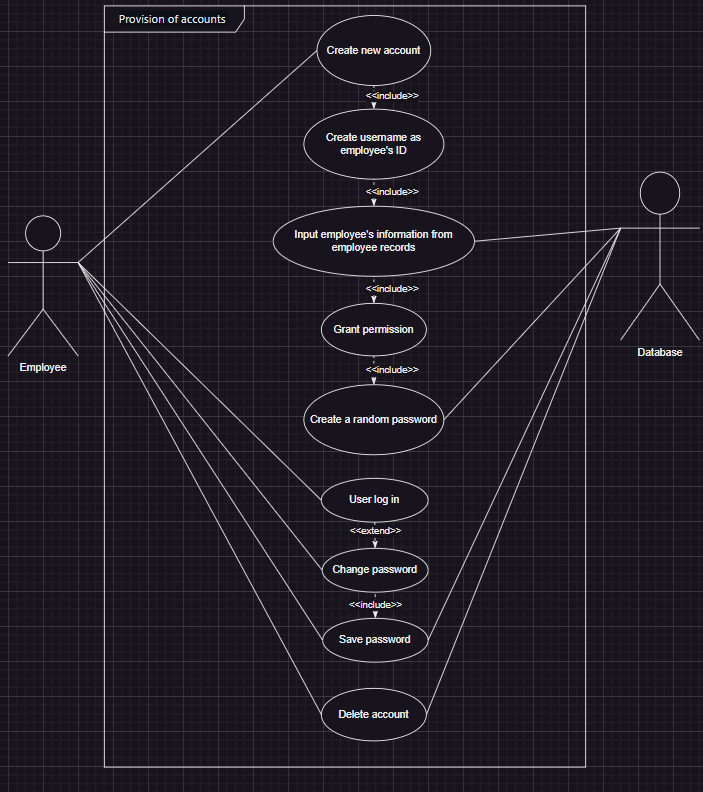 Provision of accounts
Create new account
<<include>>
Create username as
employee's ID
<<include>>
Input employee's information from
employee records
<<include>>
Grant permission
<<include>>
Create a random password
User log in
<<extend>>
Change password
<<include>>
Save password
Delete account
Employee
Database